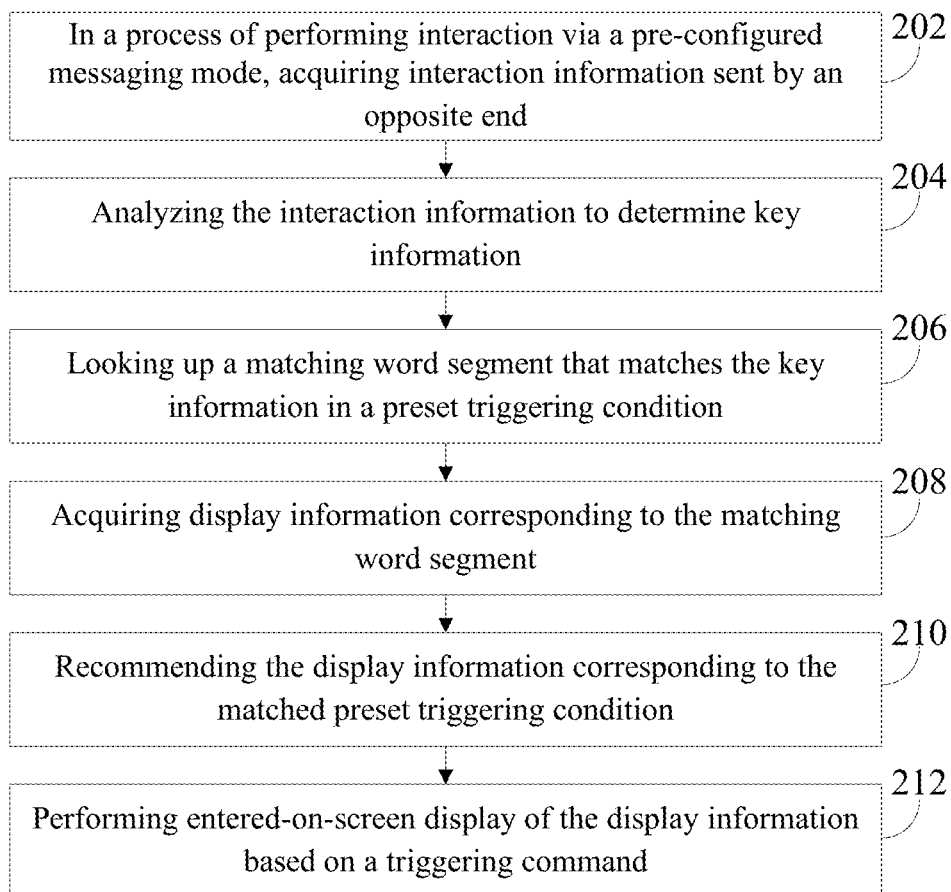 In a process of performing interaction via a pre-configured
messaging mode, acquiring interaction information sent by an
opposite end
202
Analyzing the interaction information to determine key
information
204
Looking up a matching word segment that matches the key
information in a preset triggering condition
206
Acquiring display information corresponding to the matching
word segment
208
Recommending the display information corresponding to the
matched preset triggering condition
210
Performing entered-on-screen display of the display information
based on a triggering command
212